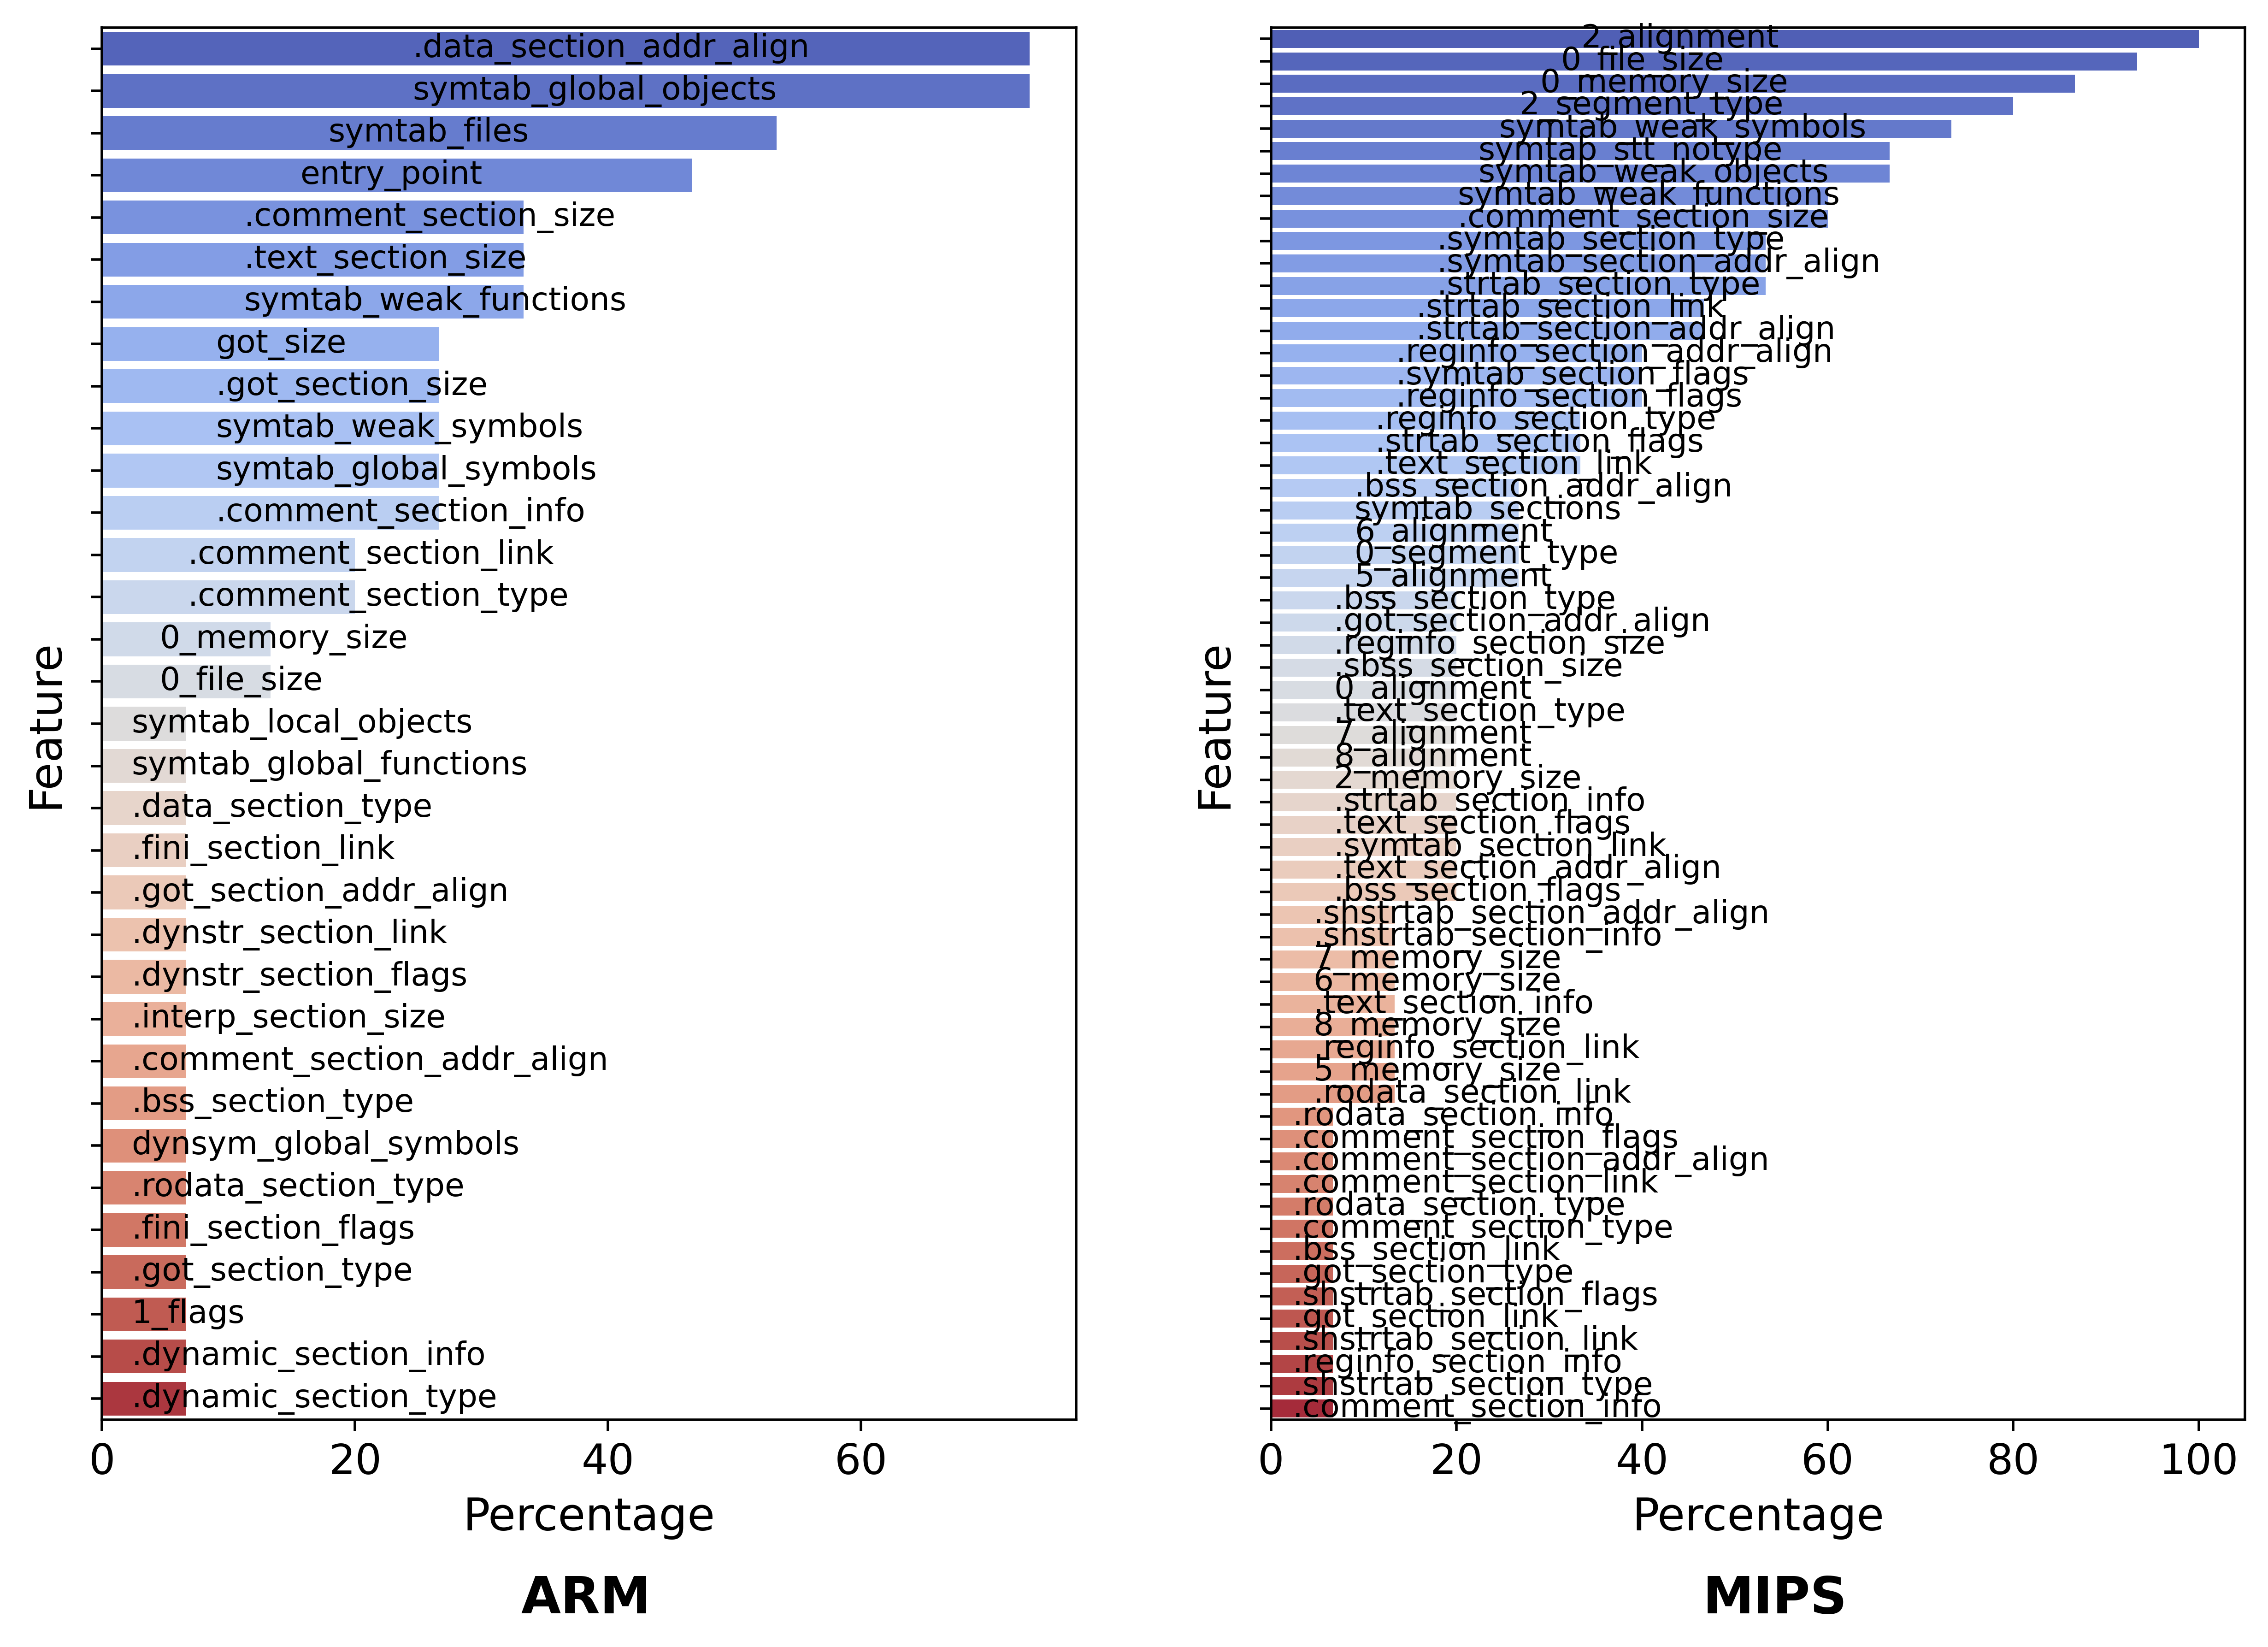 .data_section_addr_align
symtab_global_objects
symtab_files
entry_point
.comment_section_size
.text_section_size
symtab_weak_functions
got_size
.got_section_size
symtab_weak_symbols
symtab_global_symbols
.comment_section_info
.comment_section_link
.comment_section_type
0_memory_size
0_file_size
symtab_local_objects
symtab_global_functions
.data_section_type
.fini_section_link
.got_section_addr_align
.dynstr_section_link
.dynstr_section_flags
.interp_section_size
.comment_section_addr_align
.bss_section_type
dynsym_global_symbols
.rodata_section_type
.fini_section_flags
.got_section_type
1_flags
.dynamic_section_info
.dynamic_section_type
Feature
0 20 40 60
Percentage
ARM
2_alignment
0_file_size
0_memory_size
2_segment_type
symtab_weak_symbols
symtab_stt_notype
symtab_weak_objects
symtab_weak_functions
.comment_section_size
.symtab_section_type
.symtab_section_addr_align
.strtab_section_type
.strtab_section_link
.strtab_section_addr_align
.reginfo_section_addr_align
.symtab_section_flags
.reginfo_section_flags
.reginfo_section_type
.strtab_section_flags
.text_section_link
.bss_section_addr_align
symtab_sections
6_alignment
0_segment_type
5_alignment
.bss_section_type
.got_section_addr_align
.reginfo_section_size
.sbss_section_size
0_alignment
.text_section_type
7_alignment
8_alignment
2_memory_size
.strtab_section_info
.text_section_flags
.symtab_section_link
.text_section_addr_align
.bss_section_flags
.shstrtab_section_addr_align
.shstrtab_section_info
7_memory_size
6_memory_size
.text_section_info
8_memory_size
.reginfo_section_link
5_memory_size
.rodata_section_link
.rodata_section_info
.comment_section_flags
.comment_section_addr_align
.comment_section_link
.rodata_section_type
.comment_section_type
.bss_section_link
.got_section_type
.shstrtab_section_flags
.got_section_link
.shstrtab_section_link
.reginfo_section_info
.shstrtab_section_type
.comment_section_info
Feature
0 20 40 60 80 100
Percentage
MIPS